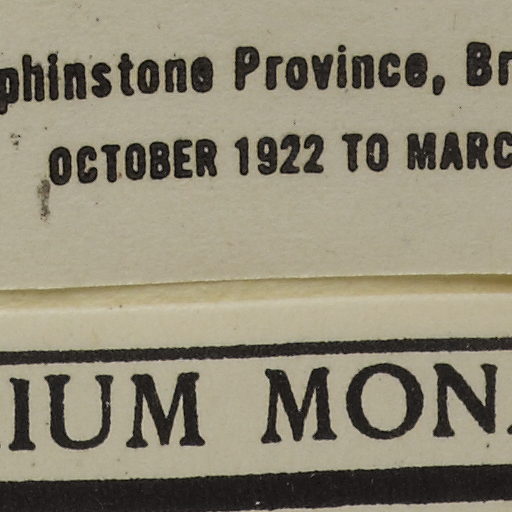 phinstone Province, Br
OCTOBER 1922 TO MARC
IUM MON